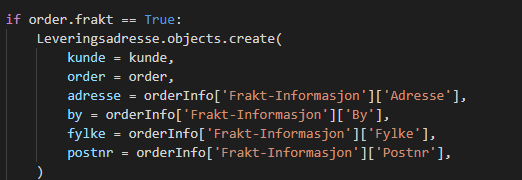 if order.frakt == True:
    Leveringsadresse.objects.create(
        kunde = kunde,
        order = order,
        adresse = orderInfo['Frakt-Informasjon']['Adresse'],
        by = orderInfo['Frakt-Informasjon']['By'],
        fylke = orderInfo['Frakt-Informasjon']['Fylke'],
        postnr = orderInfo['Frakt-Informasjon']['Postnr'],
    )